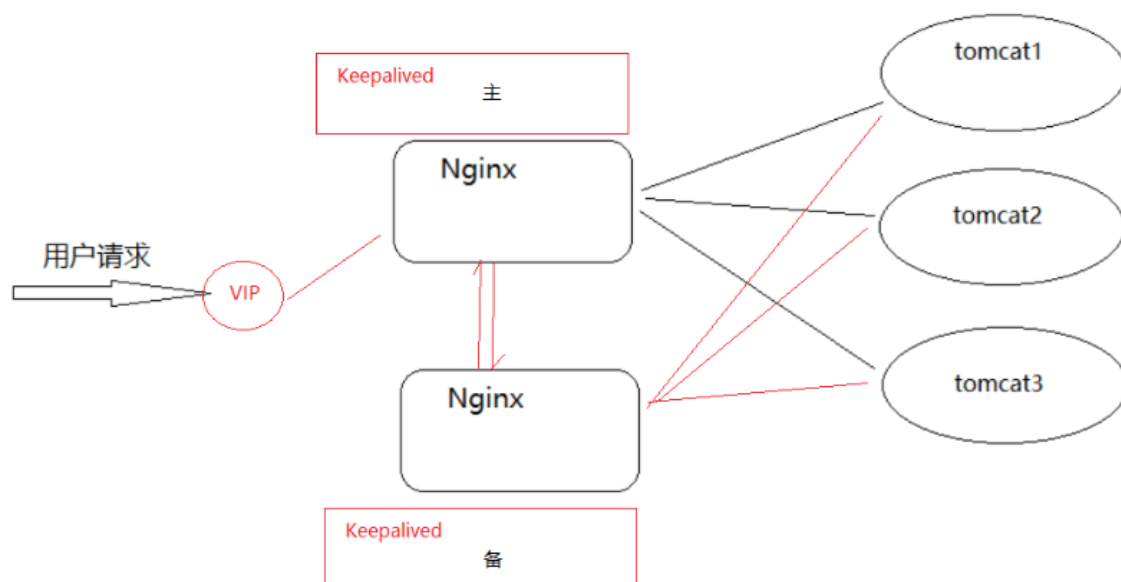 Keepalived
主
Nginx
用户请求
VIP
Nginx
Keepalived
备
tomcat1
tomcat2
tomcat3